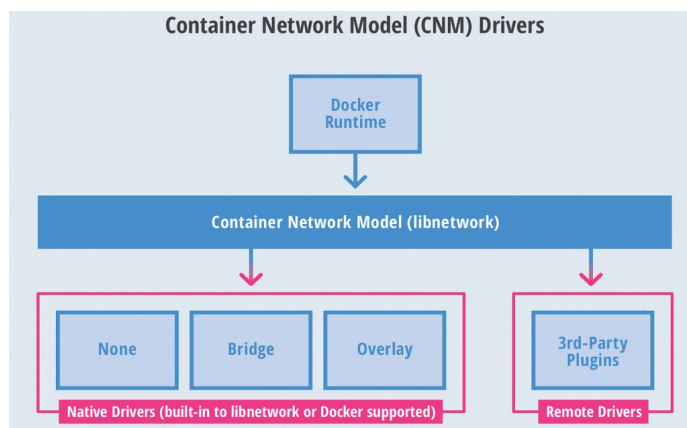 Container Network Model (CNM) Drivers
Docker
Runtime
Container Network Model (libnetwork)
None
Bridge
Overlay
3rd-Party
Plugins
Native Drivers (built-in to libnetwork or Docker supported)
Remote Drivers